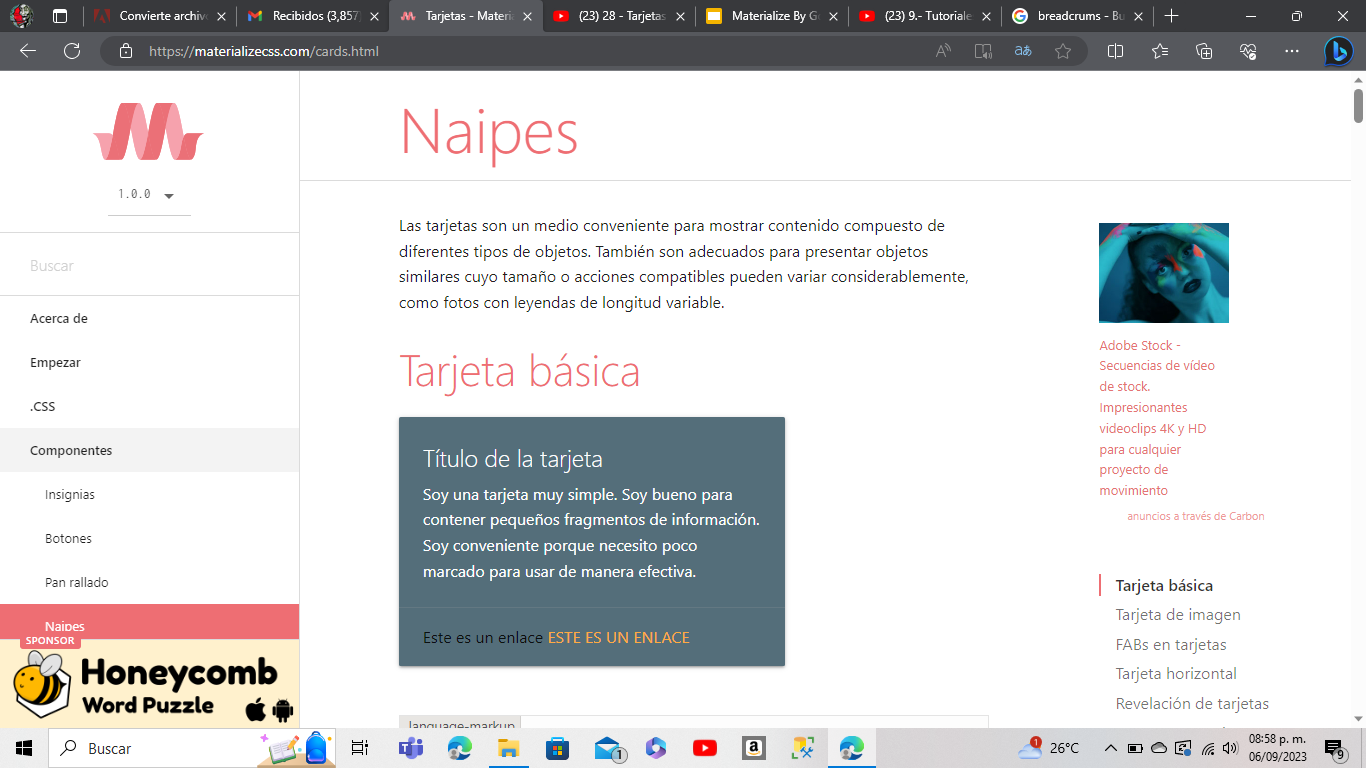 Convierte archivo
Recibidos (3,857)
Tarjetas - Materia
(23) 28 - Tarjetas
Materialize By Go
(23) 9.- Tutoriale
breadcrums - Bu
https://materializecss.com/cards.html
1.0.0
Buscar
Acerca de
Empezar
.CSS
Componentes
Insignias
Botones
Pan rallado
Naipes
SPONSOR
Honeycomb
Word Puzzle
Naipes
Las tarjetas son un medio conveniente para mostrar contenido compuesto de
diferentes tipos de objetos. También son adecuados para presentar objetos
similares cuyo tamaño o acciones compatibles pueden variar considerablemente,
como fotos con leyendas de longitud variable.
Tarjeta básica
Título de la tarjeta
Soy una tarjeta muy simple. Soy bueno para
contener pequeños fragmentos de información.
Soy conveniente porque necesito poco
marcado para usar de manera efectiva.
Este es un enlace ESTE ES UN ENLACE
language-markup
Adobe Stock -
Secuencias de vídeo
de stock.
Impresionantes
videoclips 4K y HD
para cualquier
proyecto de
movimiento
anuncios a través de Carbon
Tarjeta básica
Tarjeta de imagen
FABs en tarjetas
Tarjeta horizontal
Revelación de tarjetas
Buscar
1
1
26°C
08:58 p. m.
06/09/2023
9